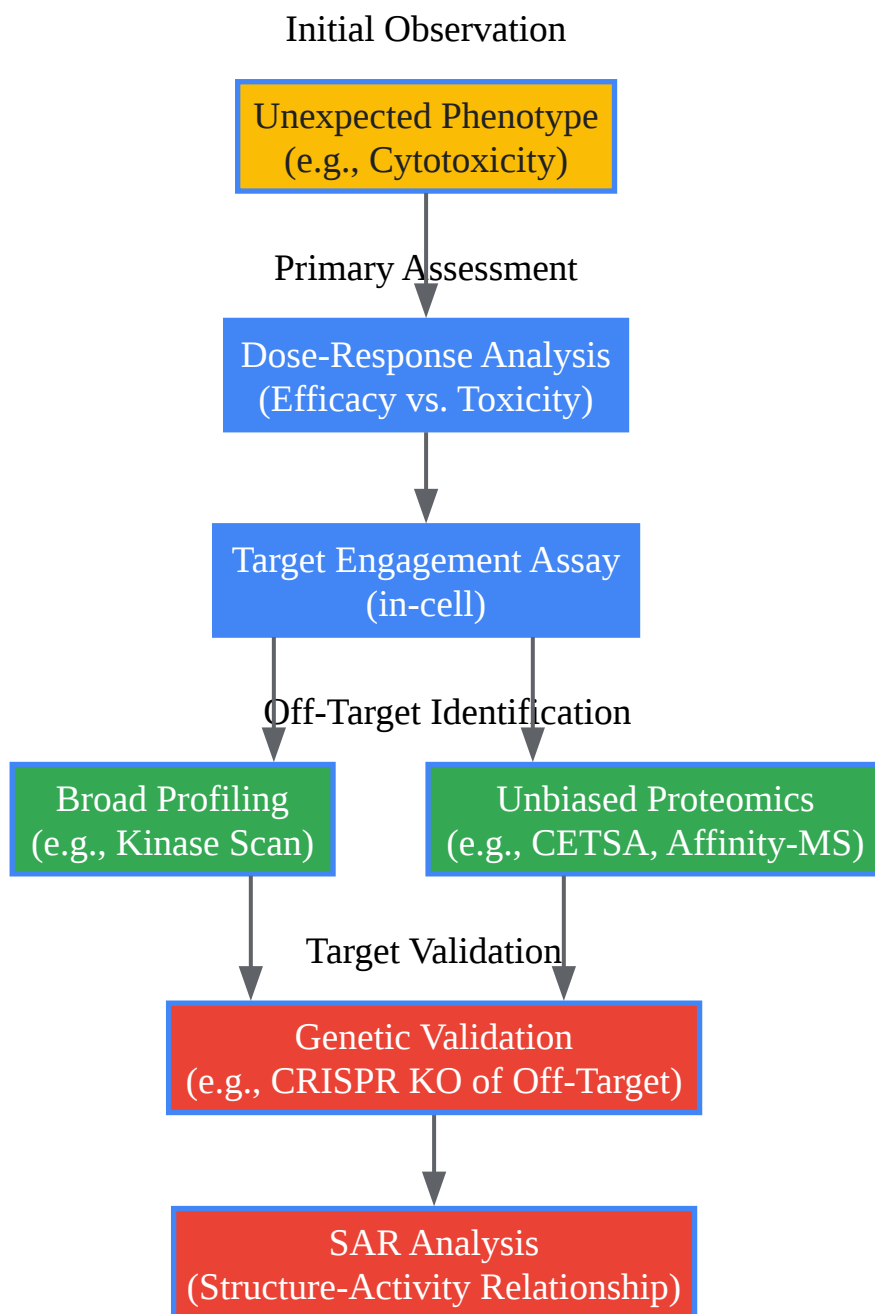 Initial Observation
Unexpected Phenotype
(e.g., Cytotoxicity)
Primary Assessment
Dose-Response Analysis
(Efficacy vs. Toxicity)
Target Engagement Assay
(in-cell)
Off-Target Identification
Broad Profiling
(e.g., Kinase Scan)
Unbiased Proteomics
(e.g., CETSA, Affinity-MS)
Target Validation
Genetic Validation
(e.g., CRISPR KO of Off-Target)
SAR Analysis
(Structure-Activity Relationship)